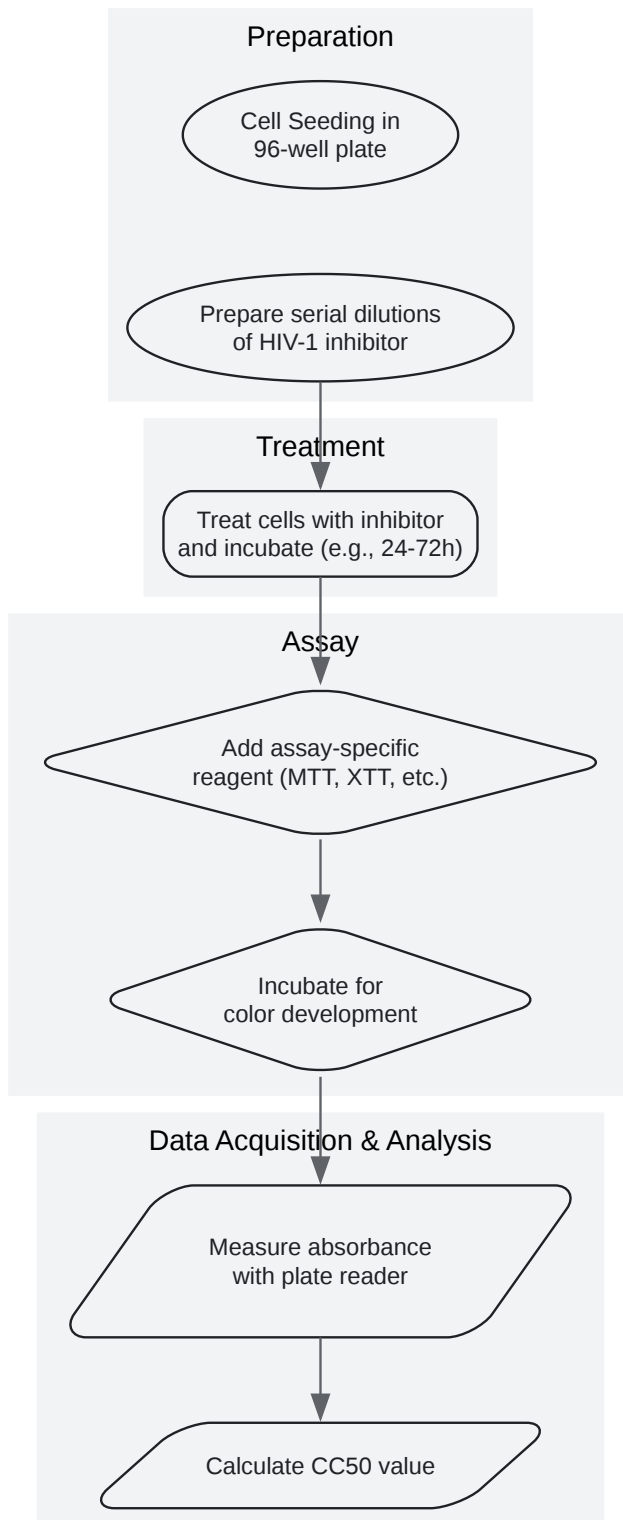 Preparation
Cell Seeding in
96-well plate
Prepare serial dilutions
of HIV-1 inhibitor
Treatment
Treat cells with inhibitor
and incubate (e.g., 24-72h)
Assay
Add assay-specific
reagent (MTT, XTT, etc.)
Incubate for
color development
Data Acquisition & Analysis
Measure absorbance
with plate reader
Calculate CC50 value